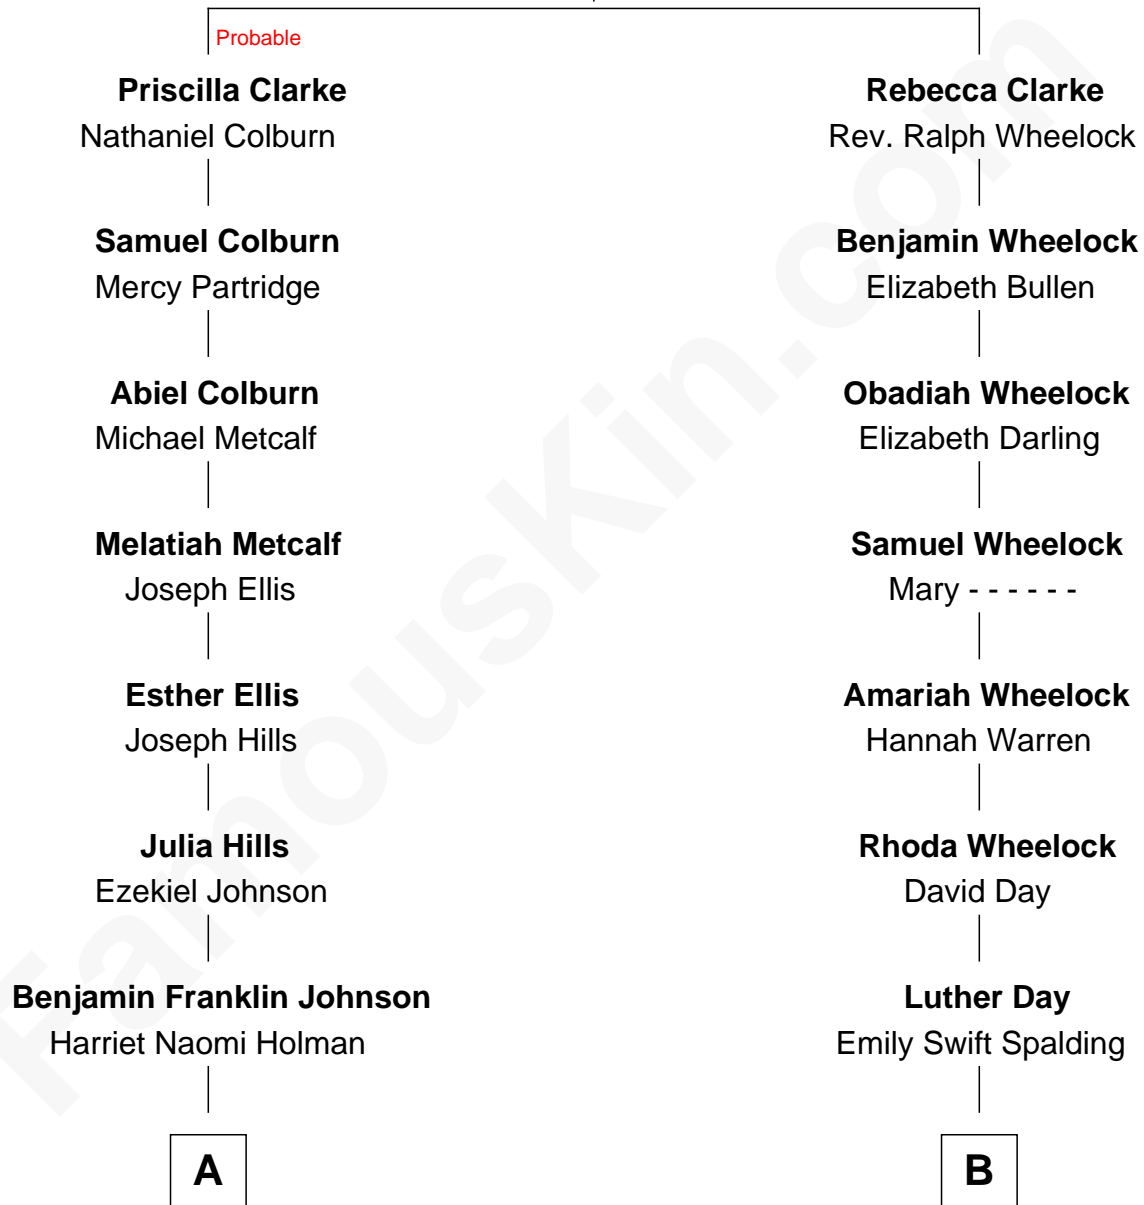 Probable
Priscilla Clarke
Nathaniel Colburn
Rebecca Clarke
Rev. Ralph Wheelock
Samuel Colburn
Mercy Partridge
Benjamin Wheelock
Elizabeth Bullen
Abiel Colburn
Michael Metcalf
Obadiah Wheelock
Elizabeth Darling
Melatiah Metcalf
Joseph Ellis
Samuel Wheelock
Mary - - - - - -
Esther Ellis
Joseph Hills
Amariah Wheelock
Hannah Warren
Julia Hills
Ezekiel Johnson
Rhoda Wheelock
David Day
Benjamin Franklin Johnson
Harriet Naomi Holman
Luther Day
Emily Swift Spalding
A
B
FamousKin.com